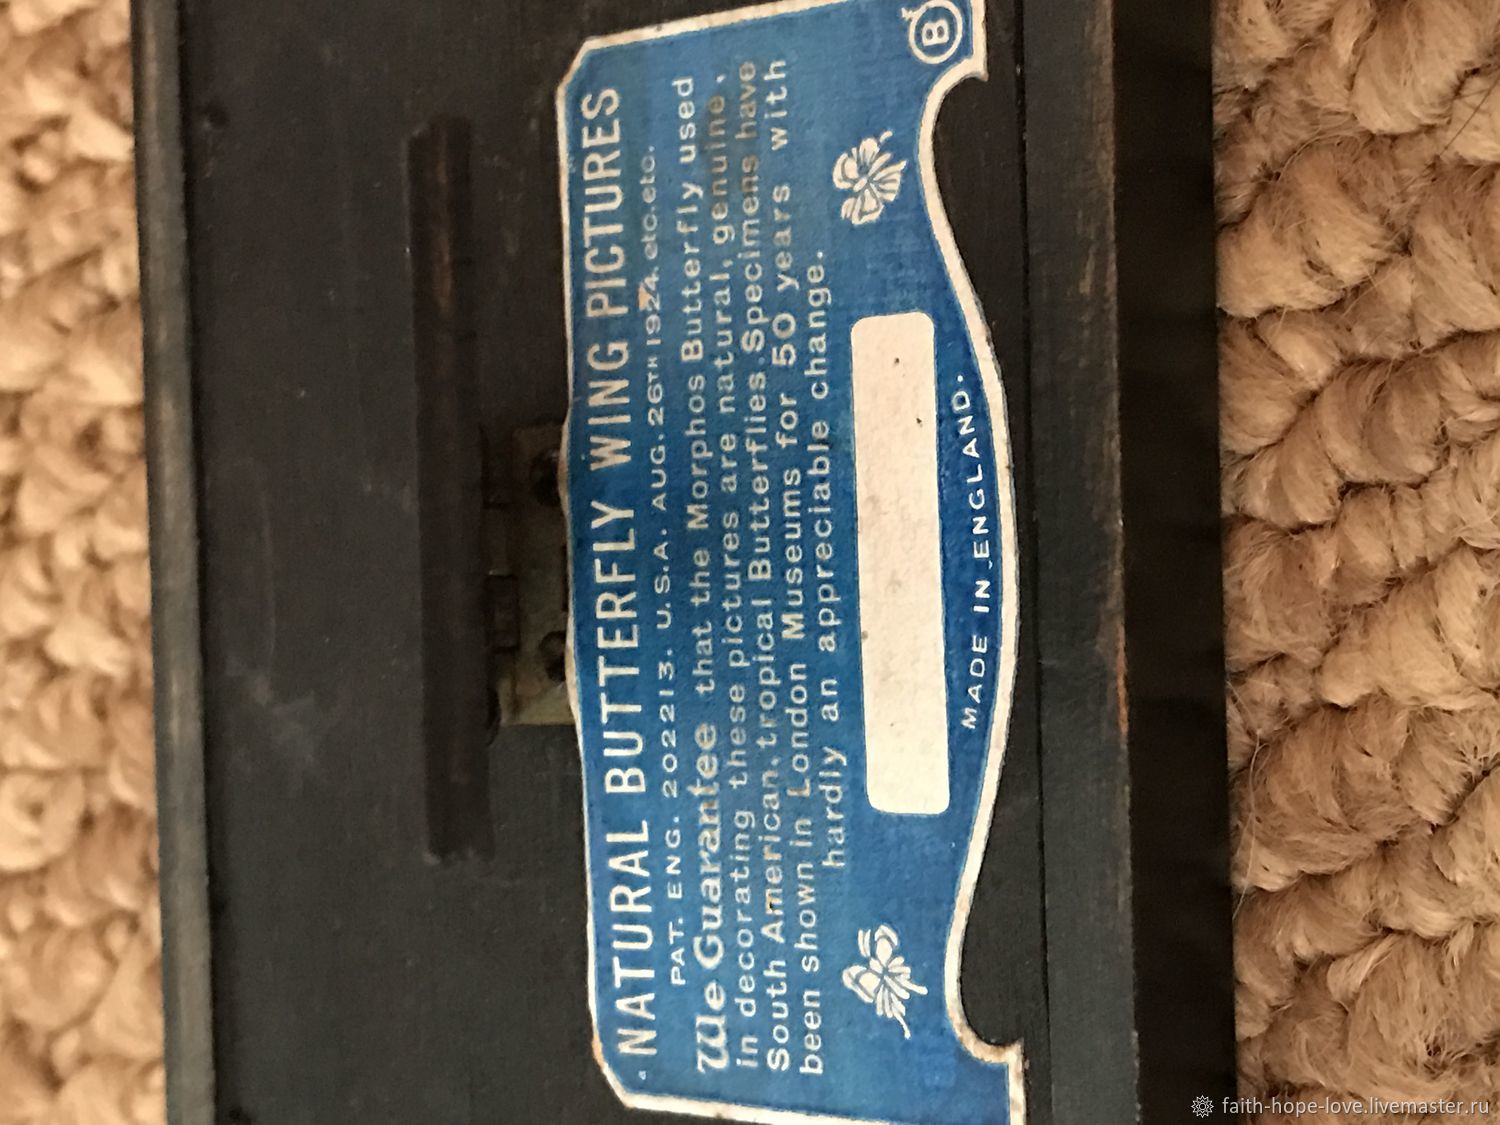 NATURAL BUTTERFLY WING PICTURES
PAT. ENG. 202213. U.S.A. AUG. 26TH 1924. etc.etc.
We Guarantee that the Morphos Butterfly used
in decorating these pictures are natural, genuine,
South American, tropical Butterflies. Specimens have
been shown in London Museums for 50 years with
hardly an appreciable change.
MADE IN ENGLAND.
B
faith-hope-love.livemaster.ru